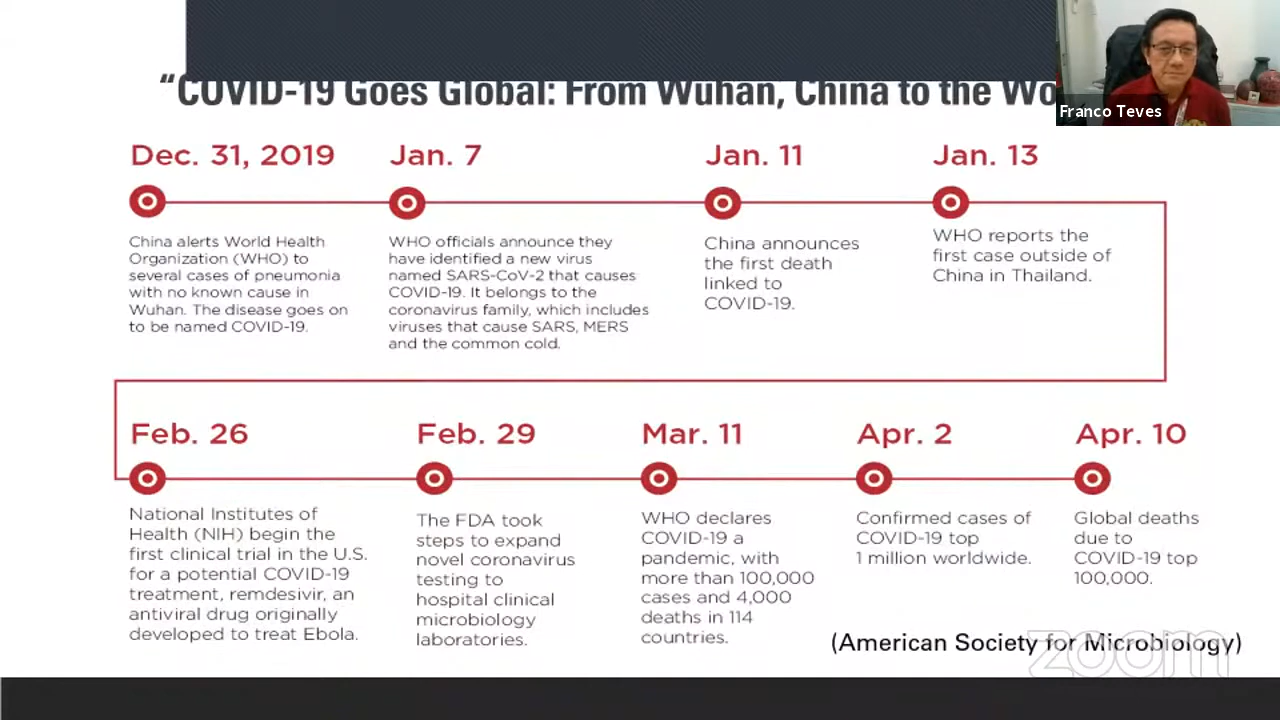 “COVID-19 Goes Global: From Wuhan, China to the Wo
Franco Teves
Dec. 31, 2019
China alerts World Health
Organization (WHO) to
several cases of pneumonia
with no known cause in
Wuhan. The disease goes on
to be named COVID-19.
Jan. 7
WHO officials announce they
have identified a new virus
named SARS-CoV-2 that causes
COVID-19. It belongs to the
coronavirus family, which includes
viruses that cause SARS, MERS
and the common cold.
Jan. 11
China announces
the first death
linked to
COVID-19.
Jan. 13
WHO reports the
first case outside of
China in Thailand.
Feb. 26
National Institutes of
Health (NIH) begin the
first clinical trial in the U.S.
for a potential COVID-19
treatment, remdesivir, an
antiviral drug originally
developed to treat Ebola.
Feb. 29
The FDA took
steps to expand
novel coronavirus
testing to
hospital clinical
microbiology
laboratories.
Mar. 11
WHO declares
COVID-19 a
pandemic, with
more than 100,000
cases and 4,000
deaths in 114
countries.
Apr. 2
Confirmed cases of
COVID-19 top
1 million worldwide.
Apr. 10
Global deaths
due to
COVID-19 top
100,000.
(American Society for Microbiology)
zoom